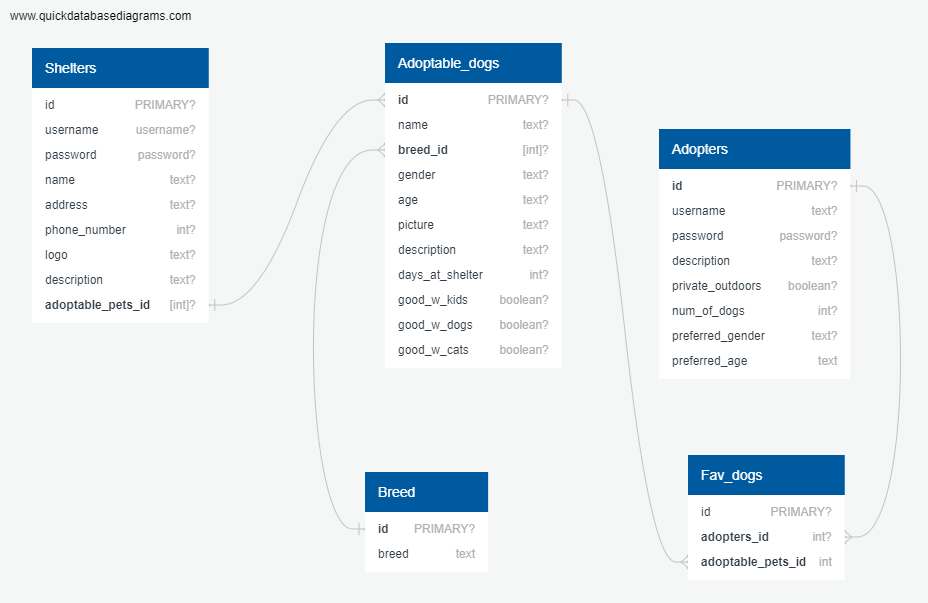 www.quickdatabasediagrams.com
Shelters
id PRIMARY?
username username?
password password?
name text?
address text?
phone_number int?
logo text?
description text?
adoptable_pets_id [int]?
Adoptable_dogs
id PRIMARY?
name text?
breed_id [int]?
gender text?
age text?
picture text?
description text?
days_at_shelter int?
good_w_kids boolean?
good_w_dogs boolean?
good_w_cats boolean?
Adopters
id PRIMARY?
username text?
password password?
description text?
private_outdoors boolean?
num_of_dogs int?
preferred_gender text?
preferred_age text
Breed
id PRIMARY?
breed text
Fav_dogs
id PRIMARY?
adopters_id int?
adoptable_pets_id int